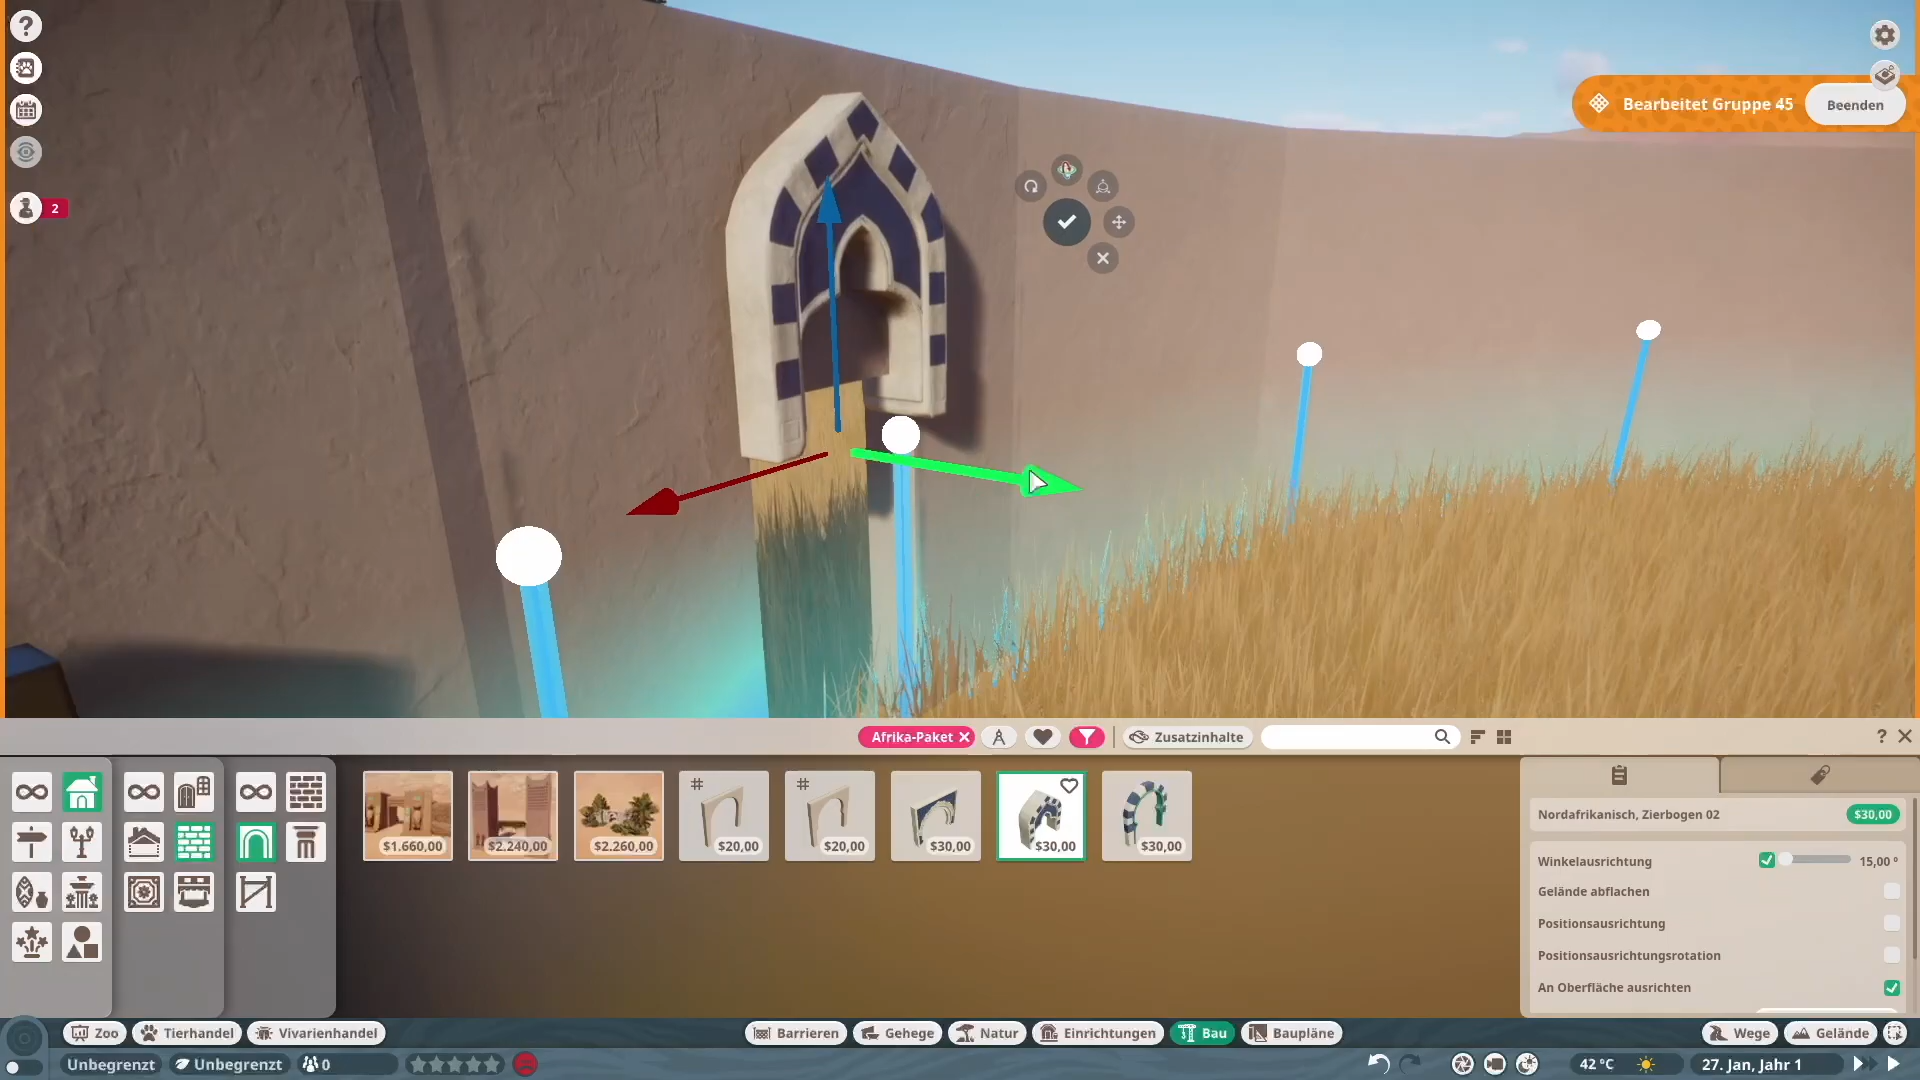 ?
2
Bearbeitet Gruppe 45
Beenden
Afrika-Paket
Zusatzinhalte
?
$1.660,00
$2.240,00
$2.260,00
# $20,00
# $20,00
$30,00
$30,00
$30,00
Nordafrikanisch, Zierbogen 02
$30,00
Winkelausrichtung
15,00 °
Gelände abflachen
Positionsausrichtung
Positionsausrichtungsrotation
An Oberfläche ausrichten
Zoo
Tierhandel
Vivarienhandel
Barrieren
Gehege
Natur
Einrichtungen
Bau
Baupläne
Wege
Gelände
Unbegrenzt
Unbegrenzt
0
42 °C
27. Jan, Jahr 1